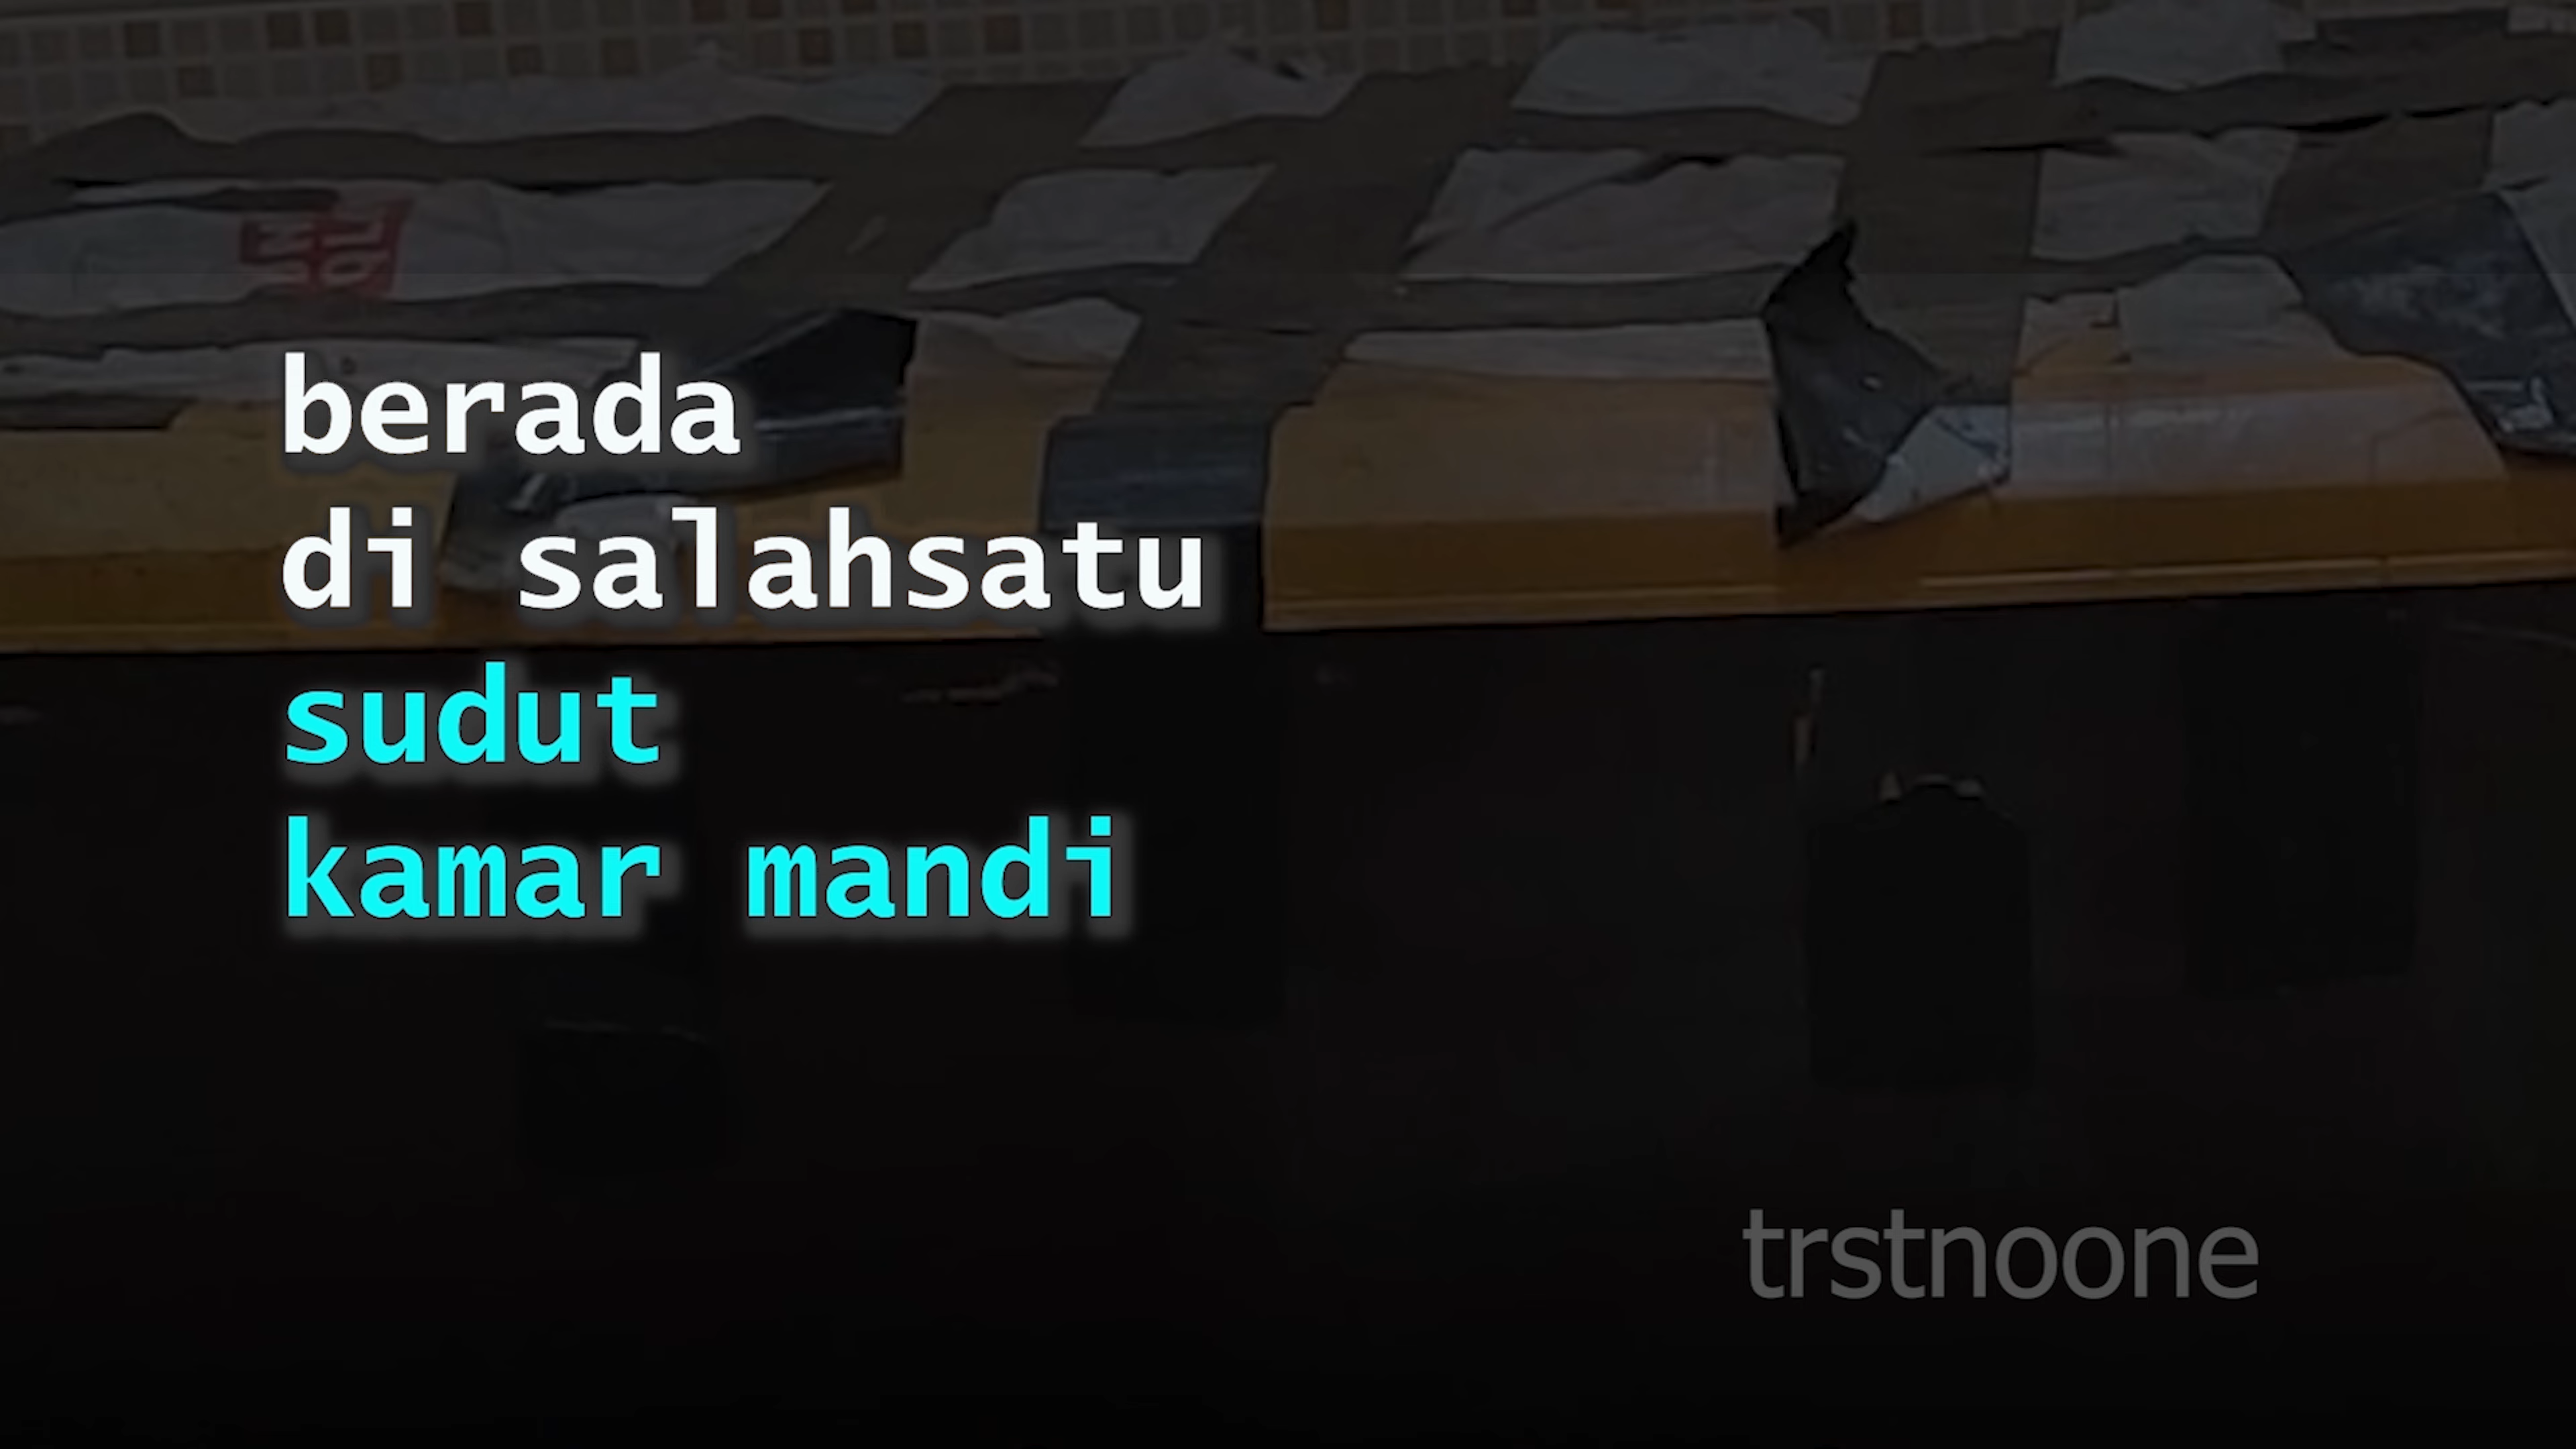 berada
di salahsatu
sudut
kamar mandi
trstnoone